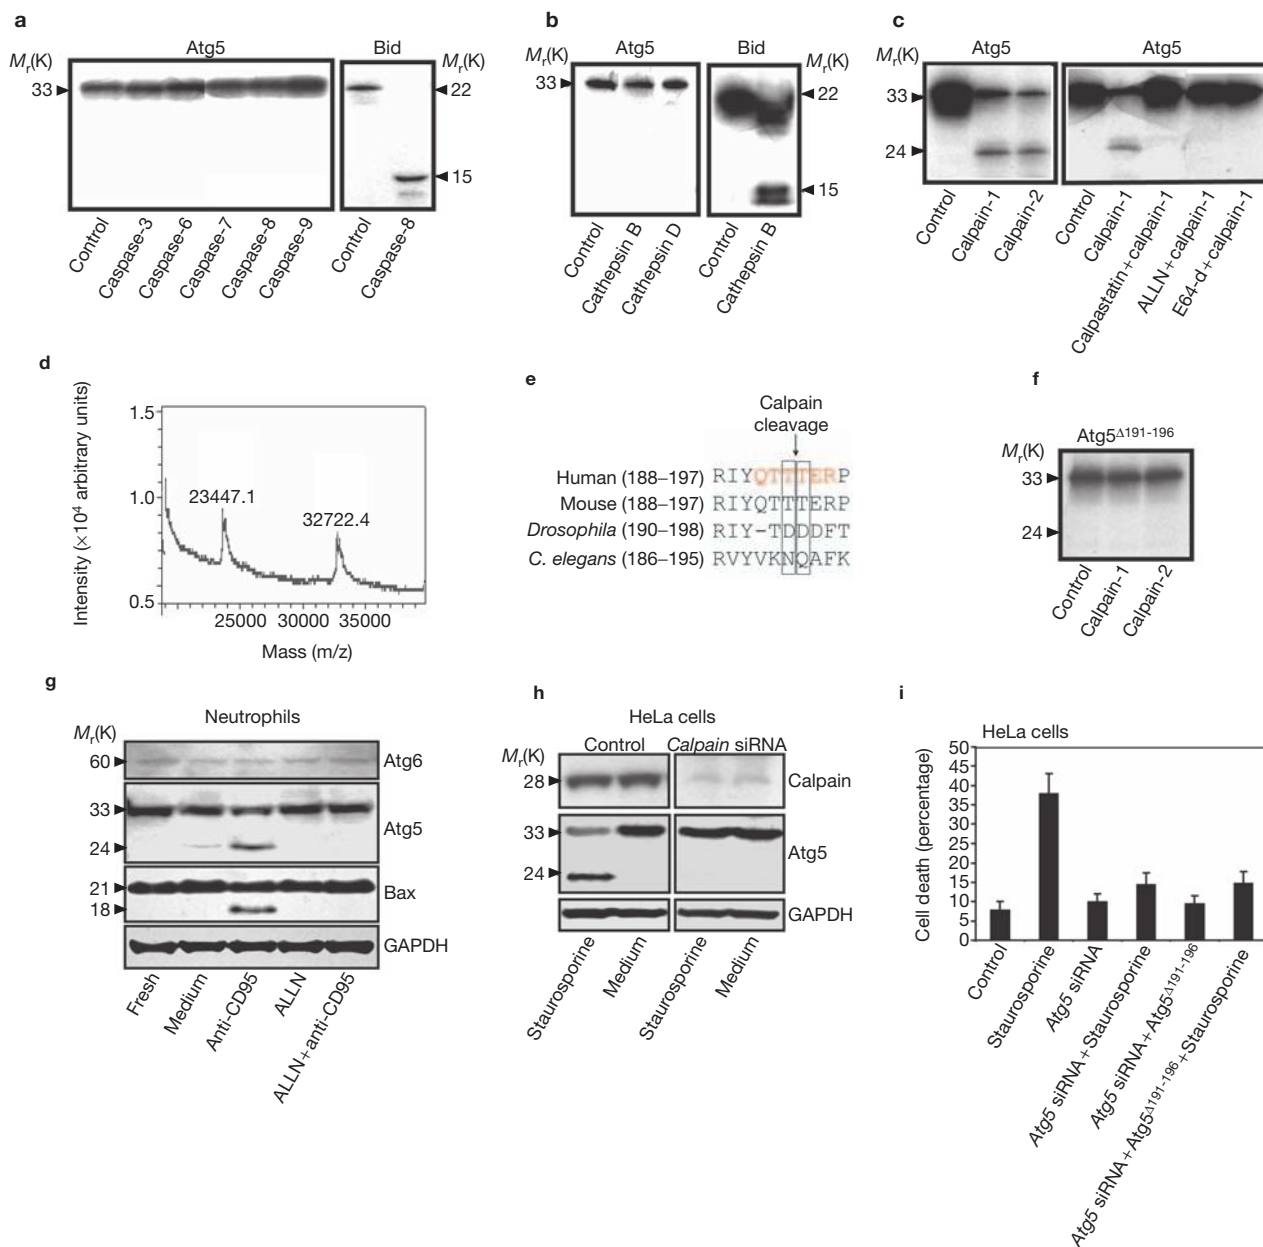 a
Atg5 Bid
Mr(K) Mr(K)
33 22
15
Control
Caspase-3
Caspase-6
Caspase-7
Caspase-8
Caspase-9
Control
Caspase-8
b
Atg5 Bid
Mr(K) Mr(K)
33 22
15
Control
Cathepsin B
Cathepsin D
Control
Cathepsin B
c
Atg5 Atg5
Mr(K)
33
24
Control
Calpain-1
Calpain-2
Control
Calpain-1
Calpastatin+calpain-1
ALLN+calpain-1
E64-d+calpain-1
d
Intensity (×10⁴ arbitrary units)
1.5
1.0
0.5
23447.1
32722.4
25000 30000 35000
Mass (m/z)
e
Calpain
cleavage
Human (188–197) RIYQTTTERP
Mouse (188–197) RIYQTTTERP
Drosophila (190–198) RIY-TDDDFT
C. elegans (186–195) RVYVKNQAFK
f
Atg5Δ191-196
Mr(K)
33
24
Control
Calpain-1
Calpain-2
g
Neutrophils
Mr(K)
60 Atg6
33
Atg5
24
21
Bax
18
GAPDH
Fresh
Medium
Anti-CD95
ALLN
ALLN+anti-CD95
h
HeLa cells
Control Calpain siRNA
Mr(K)
28 Calpain
33
Atg5
24
GAPDH
Staurosporine
Medium
Staurosporine
Medium
i
HeLa cells
Cell death (percentage)
50
45
40
35
30
25
20
15
10
5
0
Control
Staurosporine
Atg5 siRNA
Atg5 siRNA+Staurosporine
Atg5 siRNA+Atg5Δ191-196
Atg5 siRNA+Atg5Δ191-196+Staurosporine